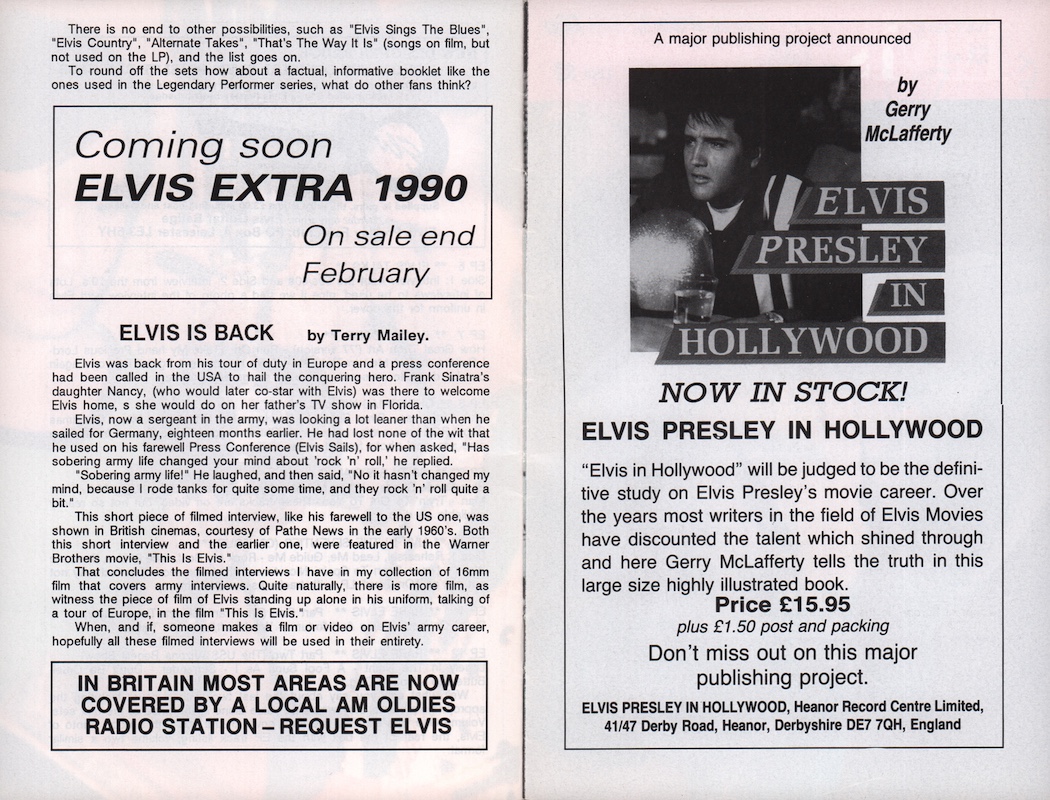 There is no end to other possibilities, such as "Elvis Sings The Blues",
"Elvis Country", "Alternate Takes", "That's The Way It Is" (songs on film, but
not used on the LP), and the list goes on.
To round off the sets how about a factual, informative booklet like the
ones used in the Legendary Performer series, what do other fans think?
Coming soon
ELVIS EXTRA 1990
On sale end
February
ELVIS IS BACK by Terry Mailey.
Elvis was back from his tour of duty in Europe and a press conference
had been called in the USA to hail the conquering hero. Frank Sinatra's
daughter Nancy, (who would later co-star with Elvis) was there to welcome
Elvis home, s she would do on her father's TV show in Florida.
Elvis, now a sergeant in the army, was looking a lot leaner than when he
sailed for Germany, eighteen months earlier. He had lost none of the wit that
he used on his farewell Press Conference (Elvis Sails), for when asked, "Has
sobering army life changed your mind about 'rock 'n' roll,' he replied.
"Sobering army life!" He laughed, and then said, "No it hasn't changed my
mind, because I rode tanks for quite some time, and they rock 'n' roll quite a
bit."
This short piece of filmed interview, like his farewell to the US one, was
shown in British cinemas, courtesy of Pathe News in the early 1960's. Both
this short interview and the earlier one, were featured in the Warner
Brothers movie, "This Is Elvis."
That concludes the filmed interviews I have in my collection of 16mm
film that covers army interviews. Quite naturally, there is more film, as
witness the piece of film of Elvis standing up alone in his uniform, talking of
a tour of Europe, in the film "This Is Elvis."
When, and if, someone makes a film or video on Elvis' army career,
hopefully all these filmed interviews will be used in their entirety.
IN BRITAIN MOST AREAS ARE NOW
COVERED BY A LOCAL AM OLDIES
RADIO STATION – REQUEST ELVIS
A major publishing project announced
by
Gerry
McLafferty
ELVIS
PRESLEY
IN
HOLLYWOOD
NOW IN STOCK!
ELVIS PRESLEY IN HOLLYWOOD
“Elvis in Hollywood” will be judged to be the defini-
tive study on Elvis Presley's movie career. Over
the years most writers in the field of Elvis Movies
have discounted the talent which shined through
and here Gerry McLafferty tells the truth in this
large size highly illustrated book.
Price £15.95
plus £1.50 post and packing
Don't miss out on this major
publishing project.
ELVIS PRESLEY IN HOLLYWOOD, Heanor Record Centre Limited,
41/47 Derby Road, Heanor, Derbyshire DE7 7QH, England